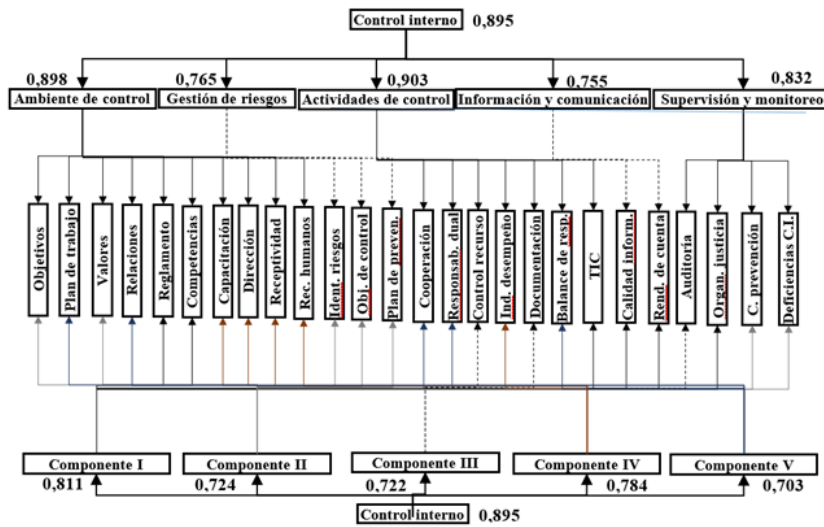 Control interno 0,895
0,898 0,765 0,903 0,755 0,832
Ambiente de control Gestión de riesgos Actividades de control Información y comunicación Supervisión y monitoreo
Objetivos
Plan de trabajo
Valores
Relaciones
Reglamento
Competencias
Capacitación
Dirección
Receptividad
Rec. humanos
Ident. riesgos
Obj. de control
Plan de preven.
Cooperación
Responsab. dual
Control recurso
Ind. desempeño
Documentación
Balance de resp.
TIC
Calidad inform.
Rend. de cuenta
Auditoría
Organ. justicia
C. prevención
Deficiencias C.I.
Componente I Componente II Componente III Componente IV Componente V
0,811 0,724 0,722 0,784 0,703
Control interno 0,895